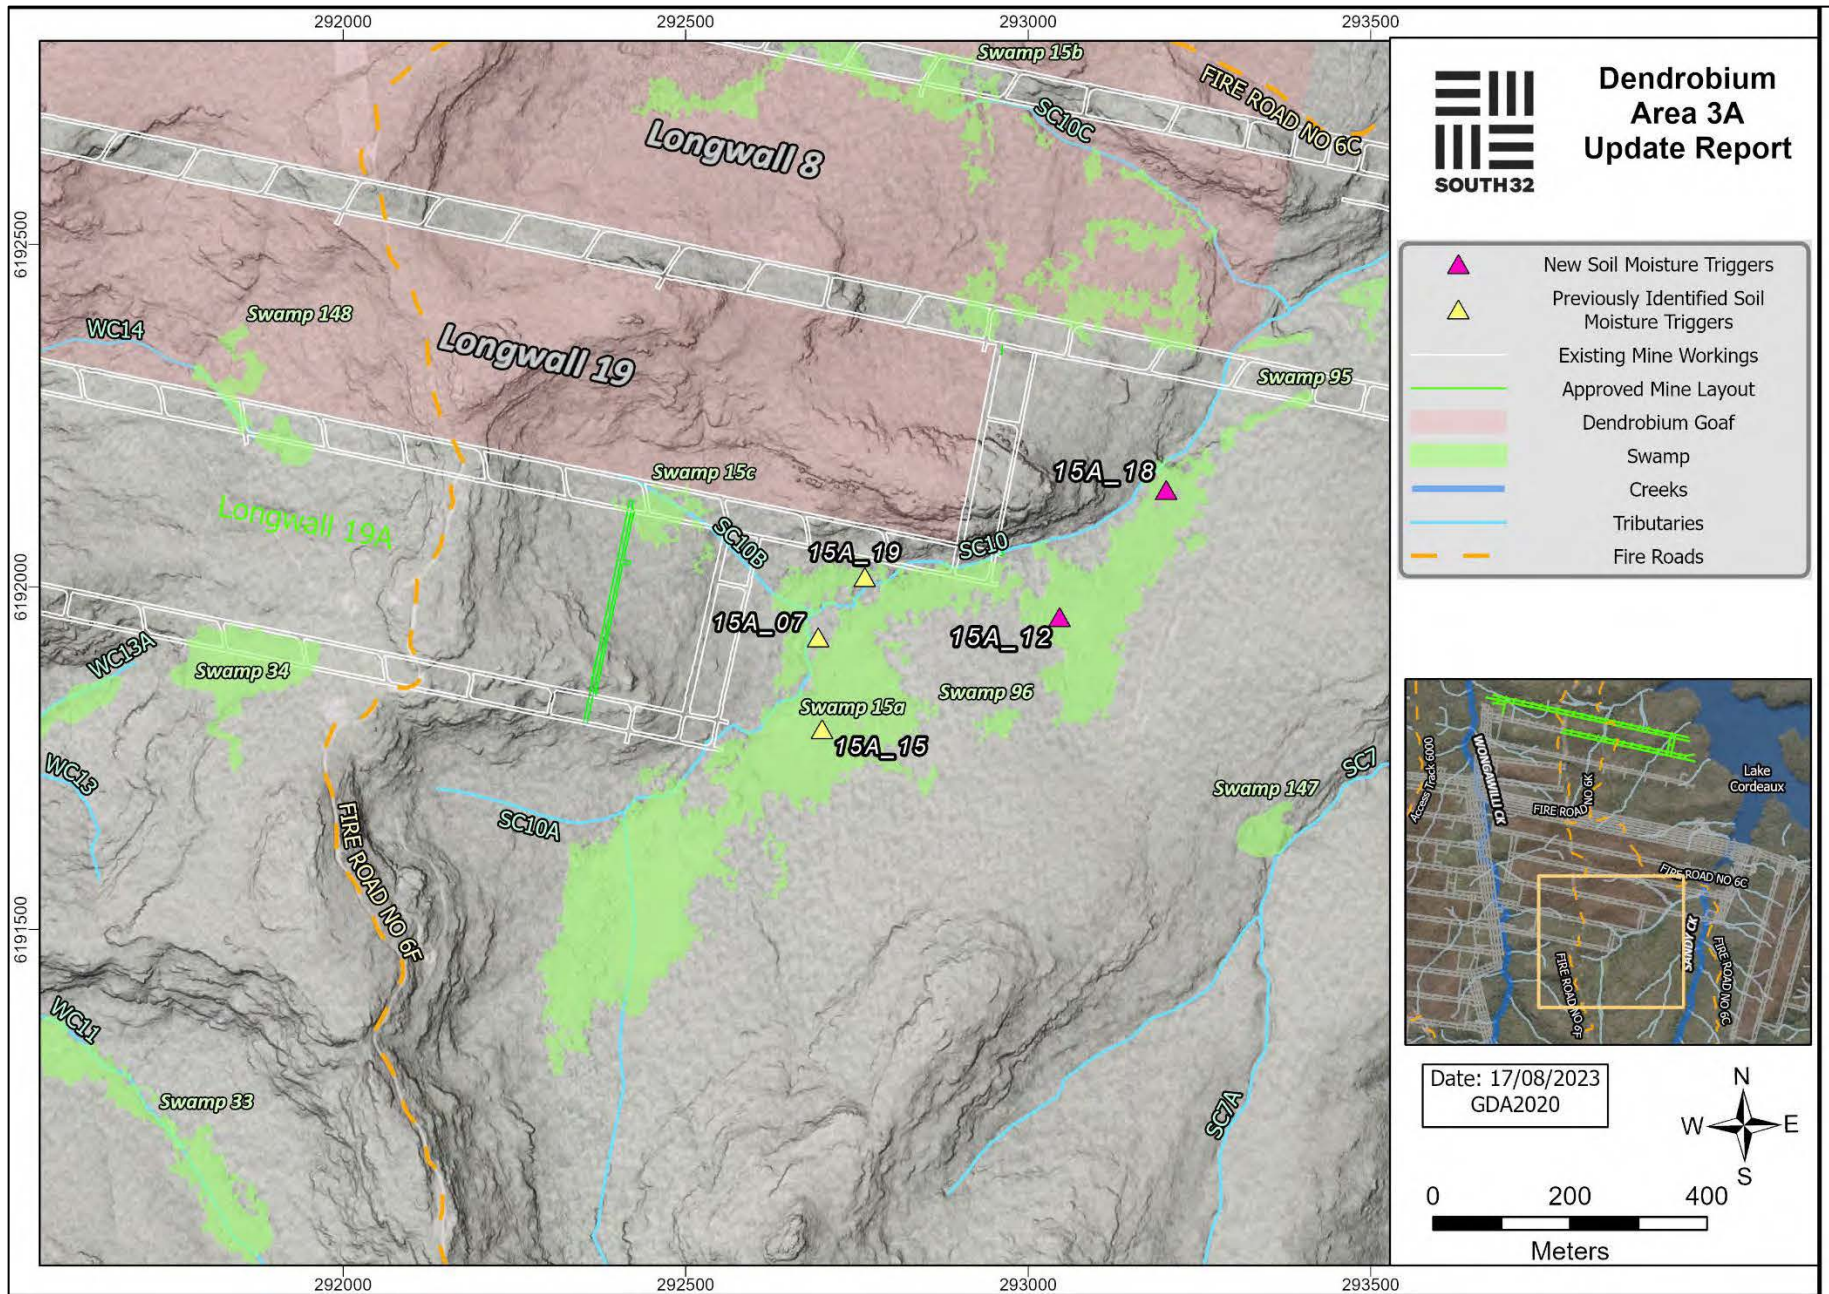 292000
292500
293000
293500
6192500
6192000
6191500
292000
292500
293000
293500
Swamp 15b
FIRE ROAD NO 6C
SC10C
Longwall 8
Swamp 148
WC14
Longwall 19
Swamp 95
Swamp 15c
15A_18
Longwall 19A
SC10B
15A_19
SC10
15A_07
15A_12
WC13A
Swamp 34
Swamp 96
Swamp 15a
15A_15
WC13
SC7
Swamp 147
SC10A
FIRE ROAD NO 6F
WC11
Swamp 33
SC7A
SOUTH32
Dendrobium
Area 3A
Update Report
New Soil Moisture Triggers
Previously Identified Soil
Moisture Triggers
Existing Mine Workings
Approved Mine Layout
Dendrobium Goaf
Swamp
Creeks
Tributaries
Fire Roads
Access Track 6000
WONGAWILLI CK
FIRE ROAD NO 6K
Lake
Cordeaux
FIRE ROAD NO 6C
SANDY CK
FIRE ROAD NO 6F
FIRE ROAD NO 6C
Date: 17/08/2023
GDA2020
N
W
E
S
0
200
400
Meters